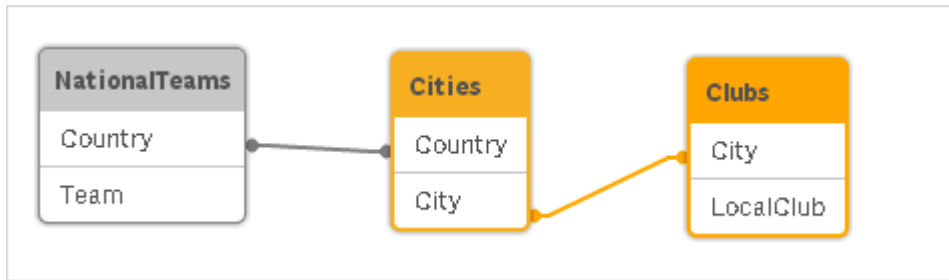 NationalTeams
Country
Team
Cities
Country
City
Clubs
City
LocalClub